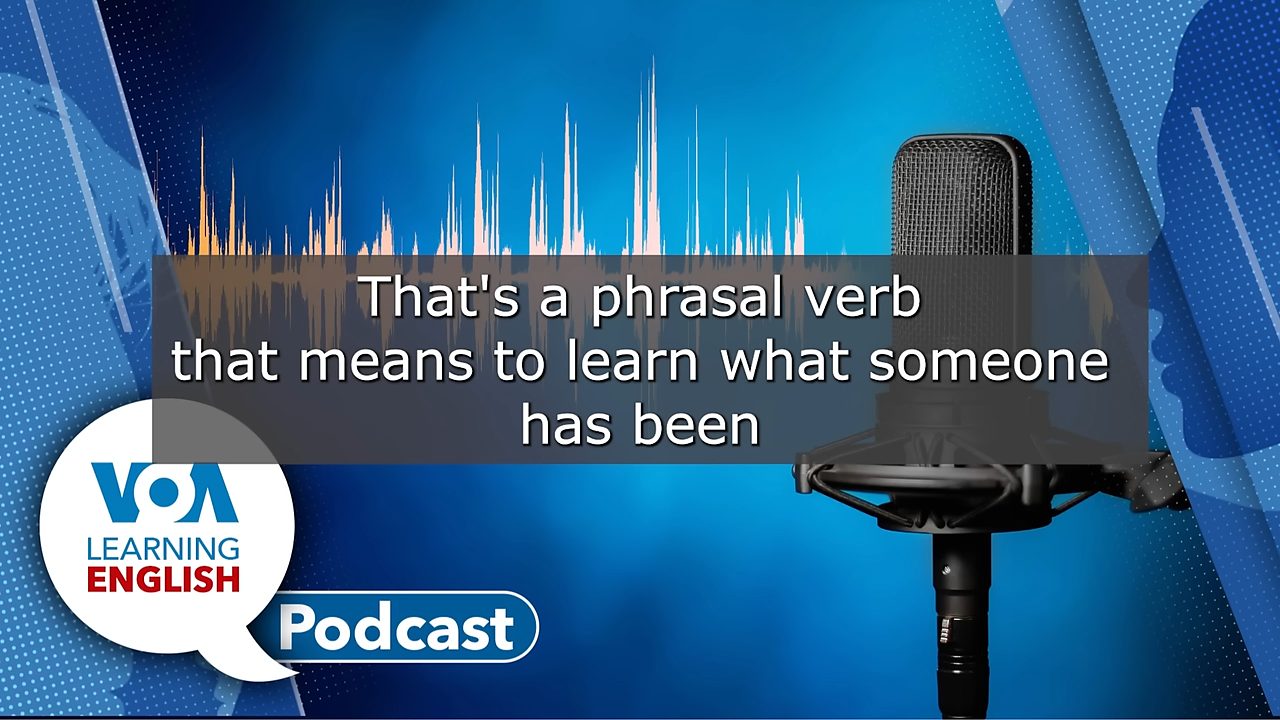 That's a phrasal verb
that means to learn what someone
has been
VOA
LEARNING
ENGLISH
Podcast